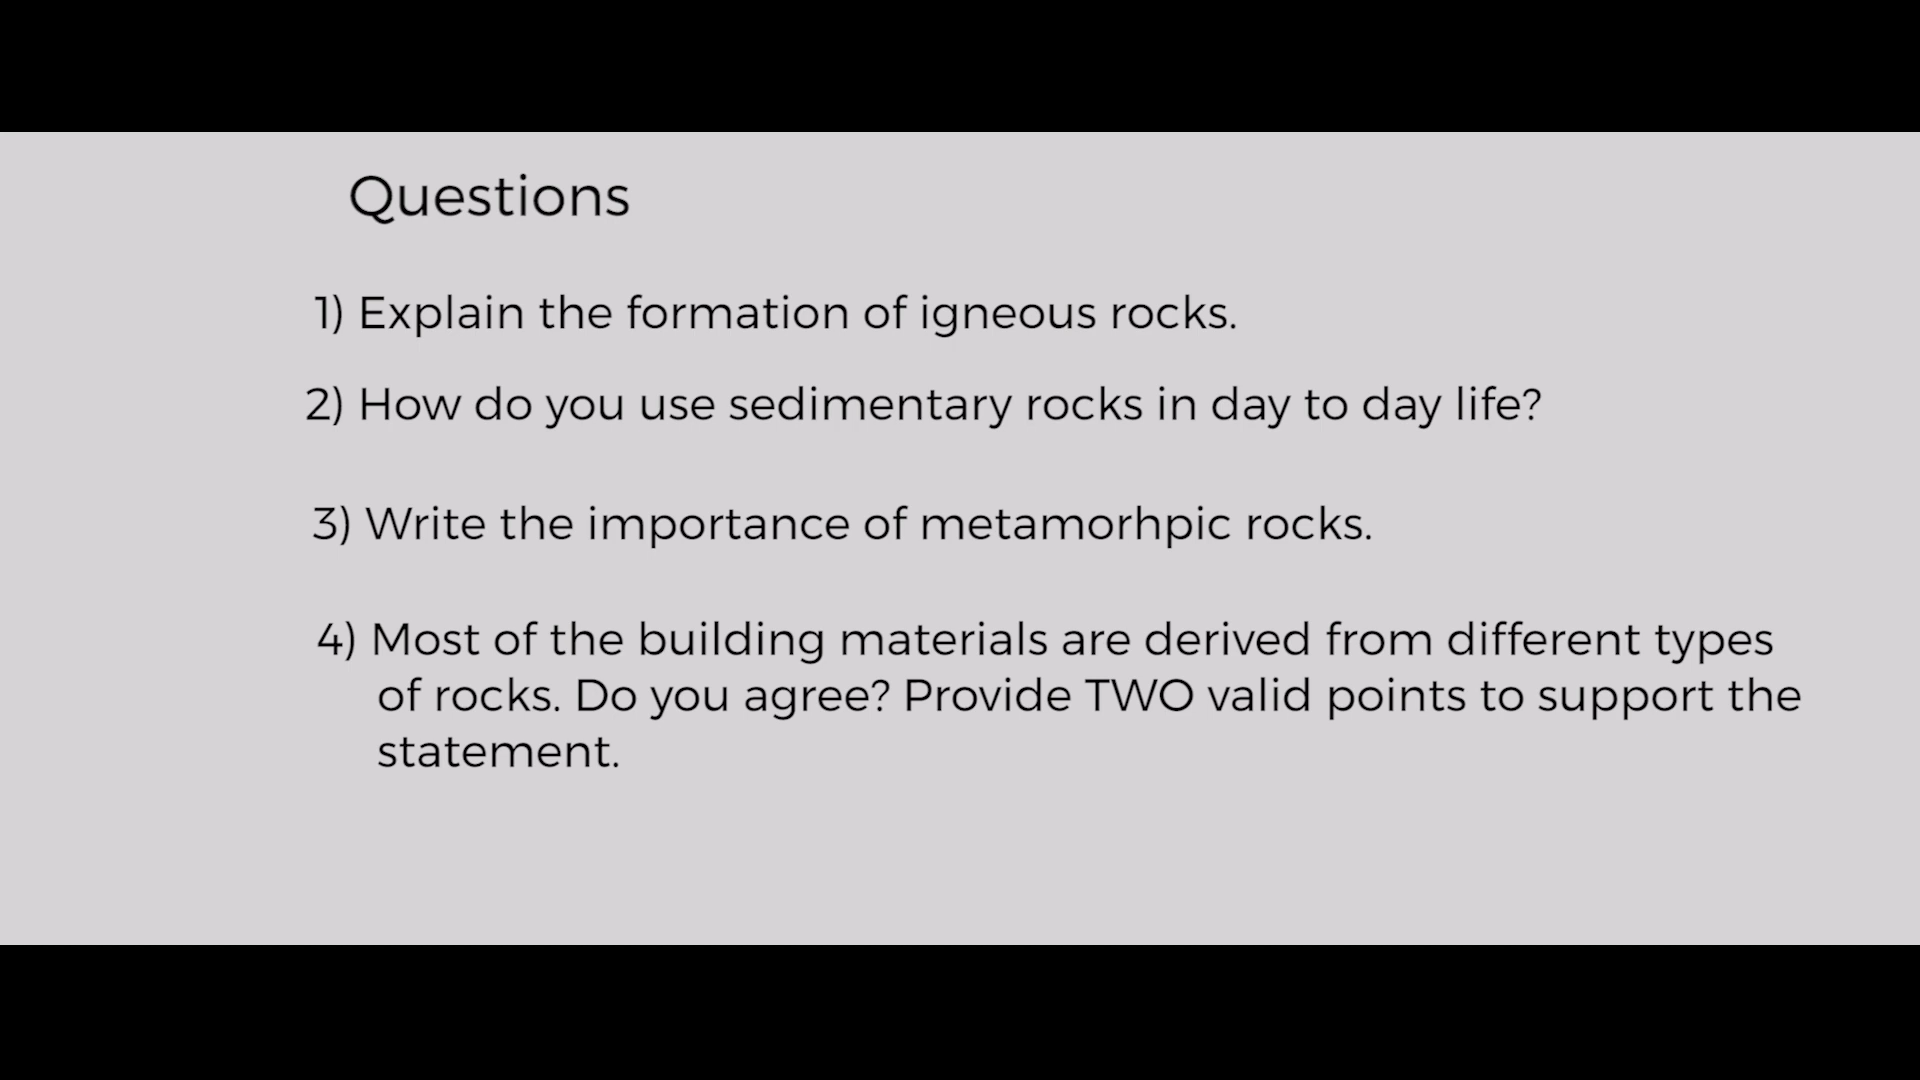 Questions
1) Explain the formation of igneous rocks.
2) How do you use sedimentary rocks in day to day life?
3) Write the importance of metamorhpic rocks.
4) Most of the building materials are derived from different types
of rocks. Do you agree? Provide TWO valid points to support the
statement.